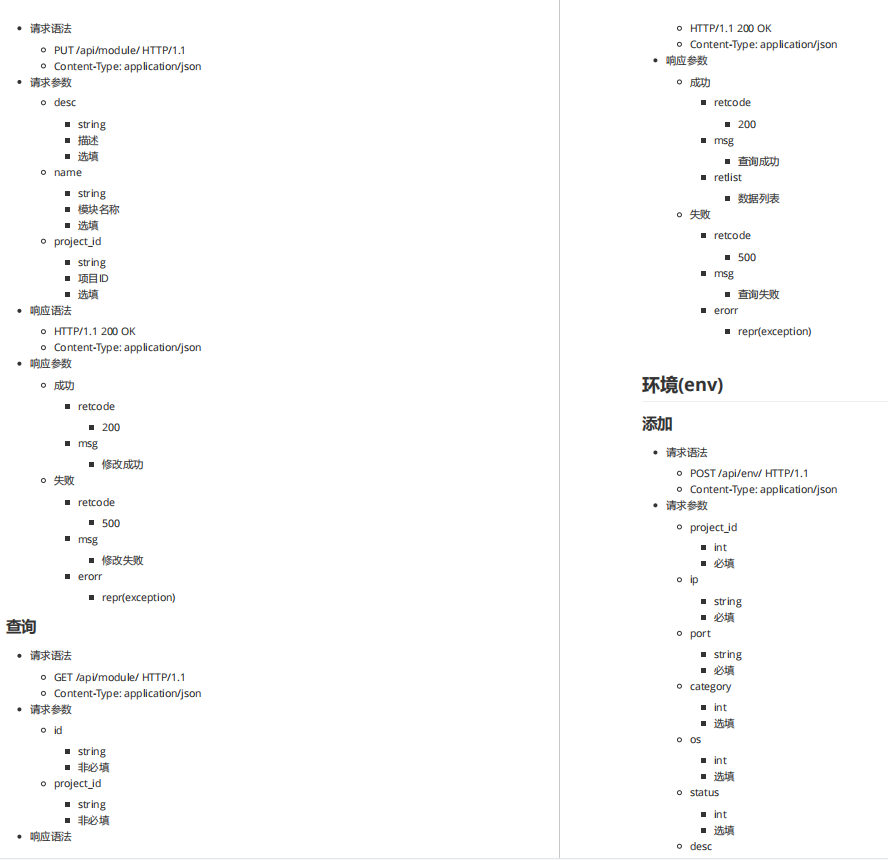 请求语法
PUT /api/module/ HTTP/1.1
Content-Type: application/json
请求参数
desc
string
描述
选填
name
string
模块名称
选填
project_id
string
项目ID
选填
响应语法
HTTP/1.1 200 OK
Content-Type: application/json
响应参数
成功
retcode
200
msg
修改成功
失败
retcode
500
msg
修改失败
erorr
repr(exception)
查询
请求语法
GET /api/module/ HTTP/1.1
Content-Type: application/json
请求参数
id
string
非必填
project_id
string
非必填
响应语法
HTTP/1.1 200 OK
Content-Type: application/json
响应参数
成功
retcode
200
msg
查询成功
retlist
数据列表
失败
retcode
500
msg
查询失败
erorr
repr(exception)
环境(env)
添加
请求语法
POST /api/env/ HTTP/1.1
Content-Type: application/json
请求参数
project_id
int
必填
ip
string
必填
port
string
必填
category
int
选填
os
int
选填
status
int
选填
desc